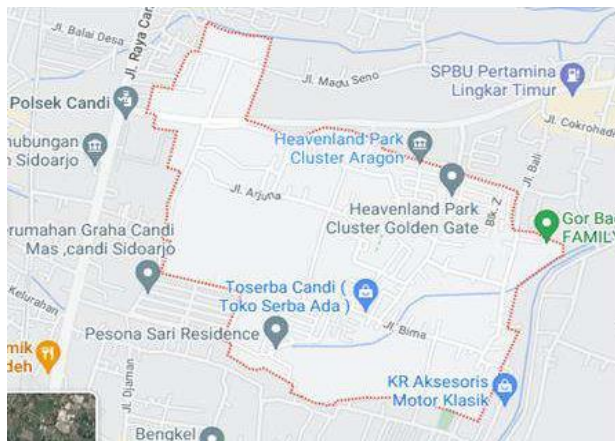 Jl. Balai Desa
Jl. Raya Can
Jl. Madu Seno
SPBU Pertamina
Lingkar Timur
Polsek Candi
Jl. Cokrohad
hubungan
n Sidoarjo
Heavenland Park
Cluster Aragon
Jl. Bali
Jl. Arjuna
Blk. Z
Heavenland Park
Cluster Golden Gate
Gor Bac
FAMILY
erumahan Graha Candi
Mas ,candi Sidoarjo
Kelurahan
Toserba Candi (
Toko Serba Ada )
Pesona Sari Residence
Jl. Bima
mik
deh
Jl. Djaman
KR Aksesoris
Motor Klasik
Bengkel